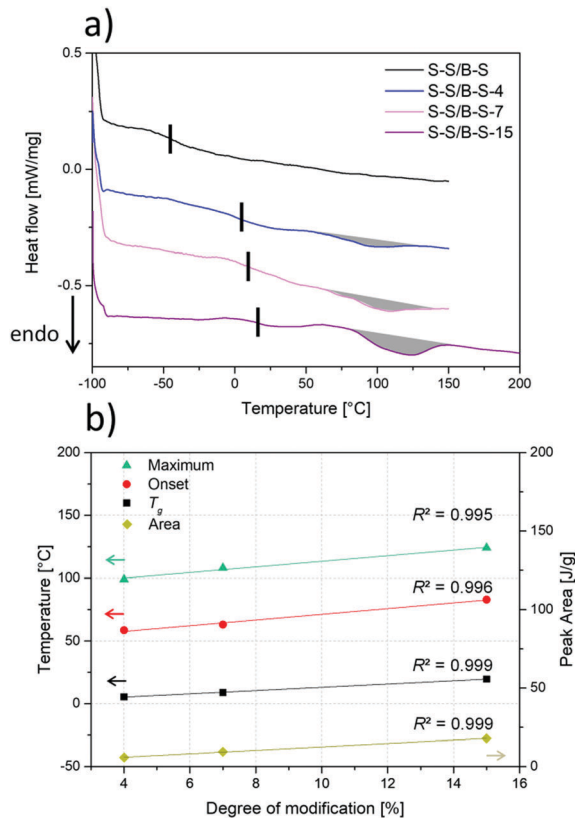 a)
0.5
0.0
-0.5
Heat flow [mW/mg]
endo
S-S/B-S
S-S/B-S-4
S-S/B-S-7
S-S/B-S-15
-100 -50 0 50 100 150 200
Temperature [°C]
b)
200
150
100
50
0
-50
Temperature [°C]
Maximum
Onset
Tg
Area
R² = 0.995
R² = 0.996
R² = 0.999
R² = 0.999
200
150
100
50
0
Peak Area [J/g]
4 6 8 10 12 14 16
Degree of modification [%]